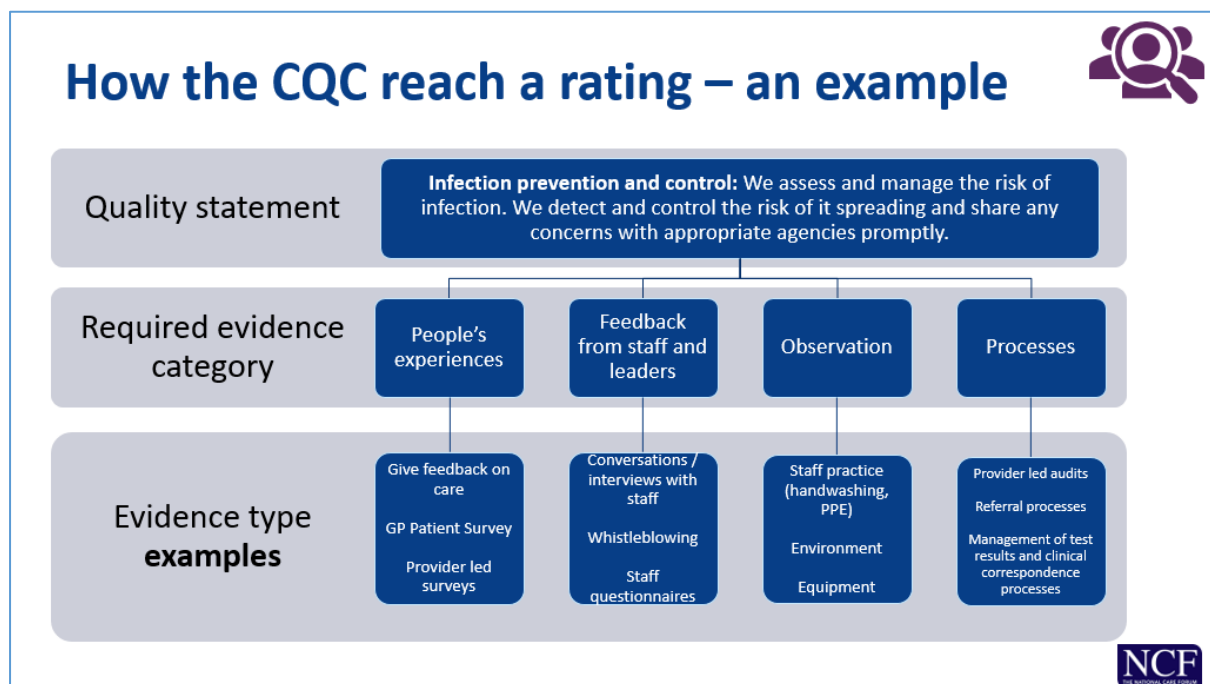 How the CQC reach a rating – an example
Quality statement
Infection prevention and control: We assess and manage the risk of
infection. We detect and control the risk of it spreading and share any
concerns with appropriate agencies promptly.
Required evidence
category
People's
experiences
Feedback
from staff and
leaders
Observation
Processes
Evidence type
examples
Give feedback on
care
GP Patient Survey
Provider led
surveys
Conversations /
interviews with
staff
Whistleblowing
Staff
questionnaires
Staff practice
(handwashing,
PPE)
Environment
Equipment
Provider led audits
Referral processes
Management of test
results and clinical
correspondence
processes
NCF
THE NATIONAL CARE FORUM